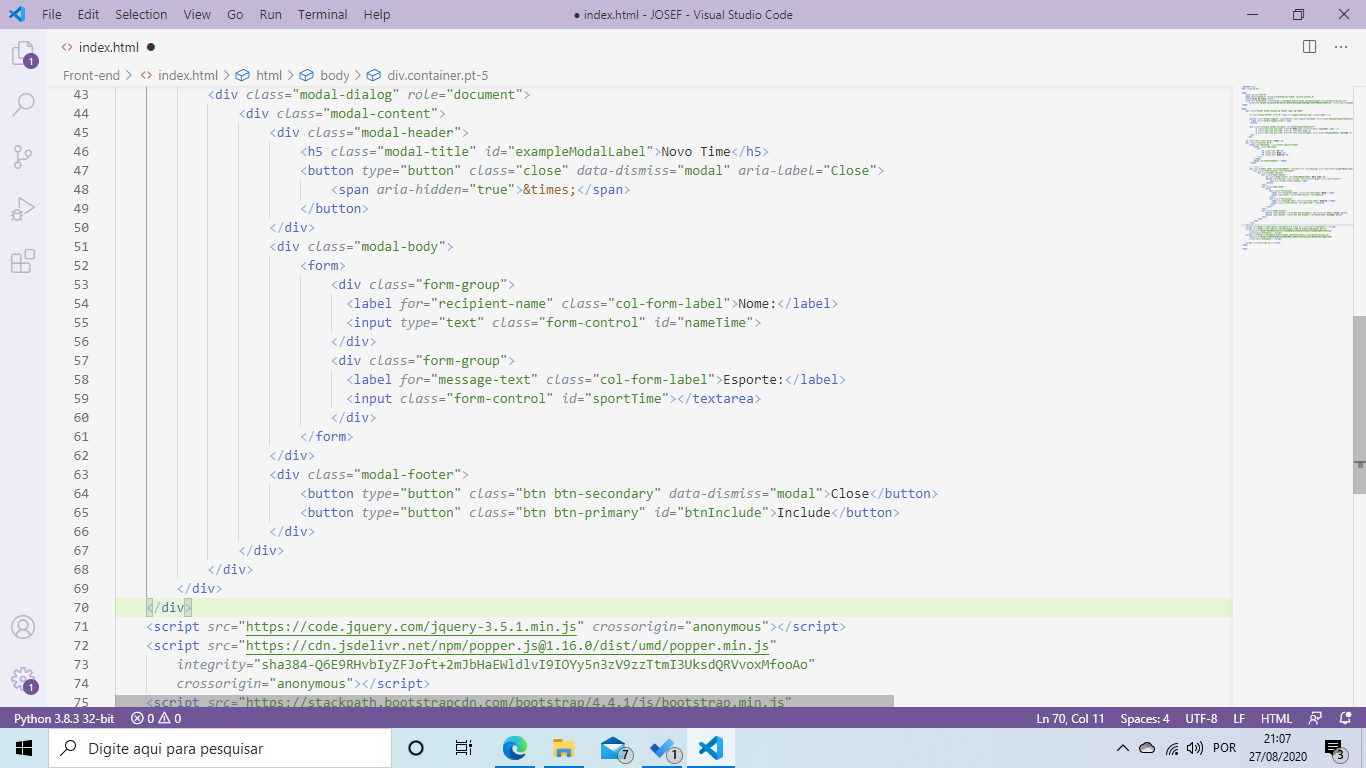 File Edit Selection View Go Run Terminal Help ● index.html - JOSEF - Visual Studio Code
index.html ●
Front-end > index.html > html > body > div.container.pt-5
43 <div class="modal-dialog" role="document">
44 <div class="modal-content">
45 <div class="modal-header">
46 <h5 class="modal-title" id="exampleModalLabel">Novo Time</h5>
47 <button type="button" class="close" data-dismiss="modal" aria-label="Close">
48 <span aria-hidden="true">&times;</span>
49 </button>
50 </div>
51 <div class="modal-body">
52 <form>
53 <div class="form-group">
54 <label for="recipient-name" class="col-form-label">Nome:</label>
55 <input type="text" class="form-control" id="nameTime">
56 </div>
57 <div class="form-group">
58 <label for="message-text" class="col-form-label">Esporte:</label>
59 <input class="form-control" id="sportTime"></textarea>
60 </div>
61 </form>
62 </div>
63 <div class="modal-footer">
64 <button type="button" class="btn btn-secondary" data-dismiss="modal">Close</button>
65 <button type="button" class="btn btn-primary" id="btnInclude">Include</button>
66 </div>
67 </div>
68 </div>
69 </div>
70 </div>
71 <script src="https://code.jquery.com/jquery-3.5.1.min.js" crossorigin="anonymous"></script>
72 <script src="https://cdn.jsdelivr.net/npm/popper.js@1.16.0/dist/umd/popper.min.js"
73 integrity="sha384-Q6E9RHvbIyZFJoft+2mJbHaEWldlvI9IOYy5n3zV9zzTtmI3UksdQRVvoxMfooAo"
74 crossorigin="anonymous"></script>
75 <script src="https://stackpath.bootstrapcdn.com/bootstrap/4.4.1/js/bootstrap.min.js"
1
1
Python 3.8.3 32-bit 0 0 Ln 70, Col 11 Spaces: 4 UTF-8 LF HTML
Digite aqui para pesquisar 7 1 POR 21:07
27/08/2020 3